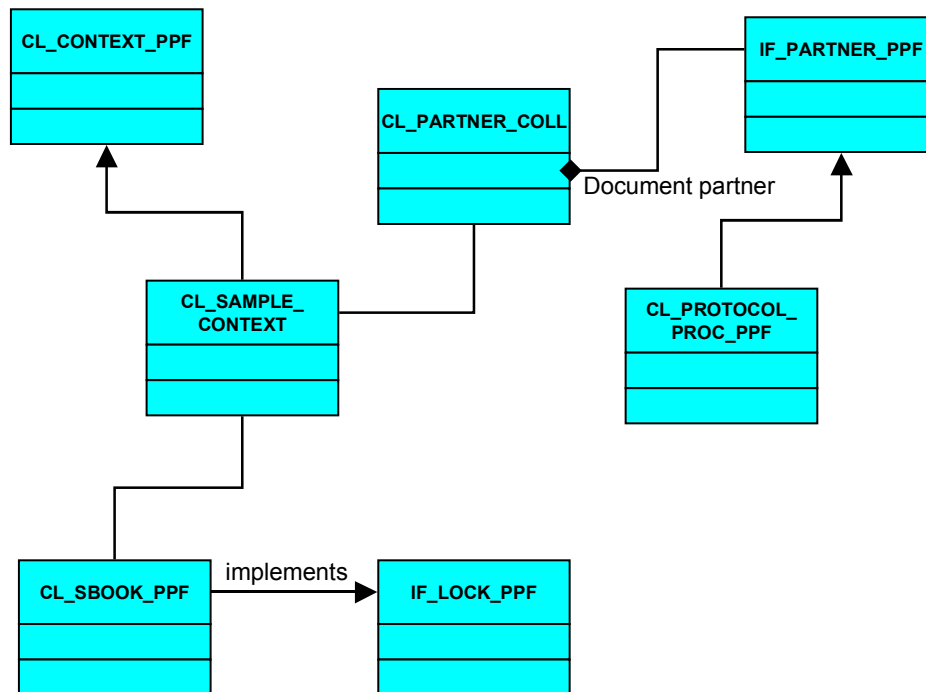 CL_CONTEXT_PPF
IF_PARTNER_PPF
CL_PARTNER_COLL
Document partner
CL_SAMPLE_
CONTEXT
CL_PROTOCOL_
PROC_PPF
CL_SBOOK_PPF
implements
IF_LOCK_PPF